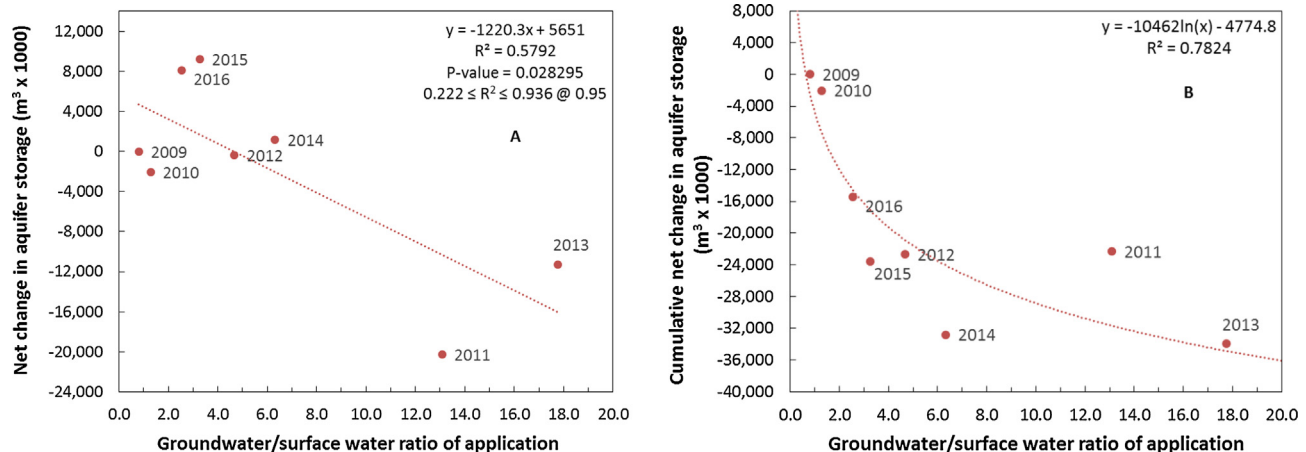 Net change in aquifer storage (m³ x 1000)
12,000
8,000
4,000
0
-4,000
-8,000
-12,000
-16,000
-20,000
-24,000
y = -1220.3x + 5651
R² = 0.5792
P-value = 0.028295
0.222 ≤ R² ≤ 0.936 @ 0.95
A
2015
2016
2014
2009
2012
2010
2013
2011
0.0 2.0 4.0 6.0 8.0 10.0 12.0 14.0 16.0 18.0 20.0
Groundwater/surface water ratio of application
Cumulative net change in aquifer storage
(m³ x 1000)
8,000
4,000
0
-4,000
-8,000
-12,000
-16,000
-20,000
-24,000
-28,000
-32,000
-36,000
-40,000
y = -10462ln(x) - 4774.8
R² = 0.7824
B
2009
2010
2016
2012
2011
2015
2014
2013
0.0 2.0 4.0 6.0 8.0 10.0 12.0 14.0 16.0 18.0 20.0
Groundwater/surface water ratio of application